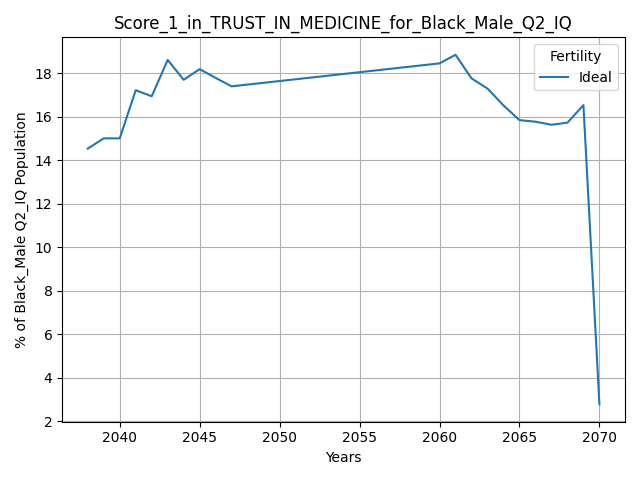 Score_1_in_TRUST_IN_MEDICINE_for_Black_Male_Q2_IQ
Fertility
Ideal
% of Black_Male Q2_IQ Population
18
16
14
12
10
8
6
4
2
2040 2045 2050 2055 2060 2065 2070
Years